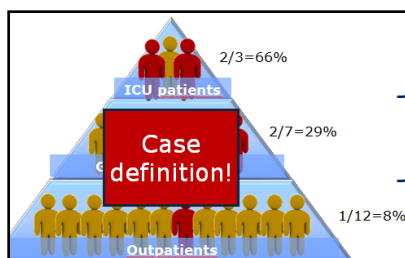 2/3=66%
ICU patients
2/7=29%
Case
definition!
1/12=8%
Outpatients